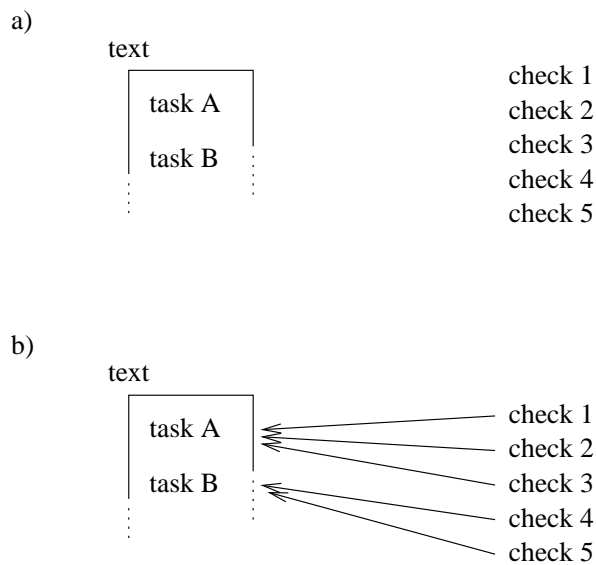 a)
text
task A
task B
check 1
check 2
check 3
check 4
check 5
b)
text
task A
task B
check 1
check 2
check 3
check 4
check 5